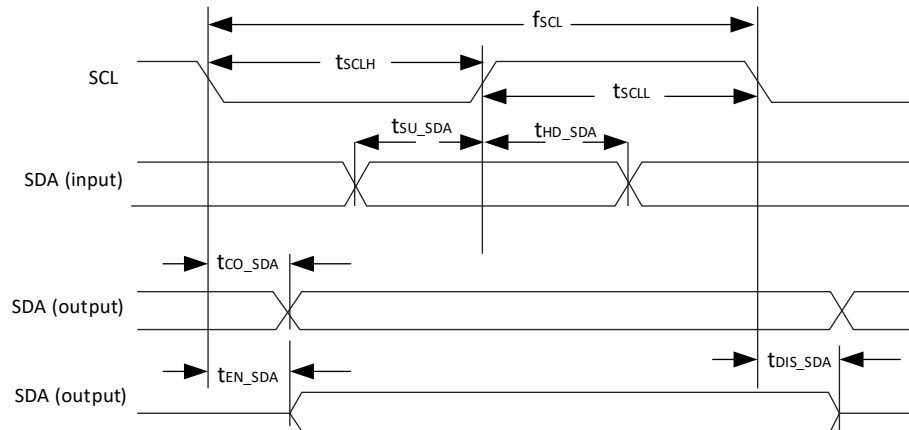 fSCL
tSCLH
SCL
tSCLL
tSU_SDA
tHD_SDA
SDA (input)
tCO_SDA
SDA (output)
tEN_SDA
tDIS_SDA
SDA (output)